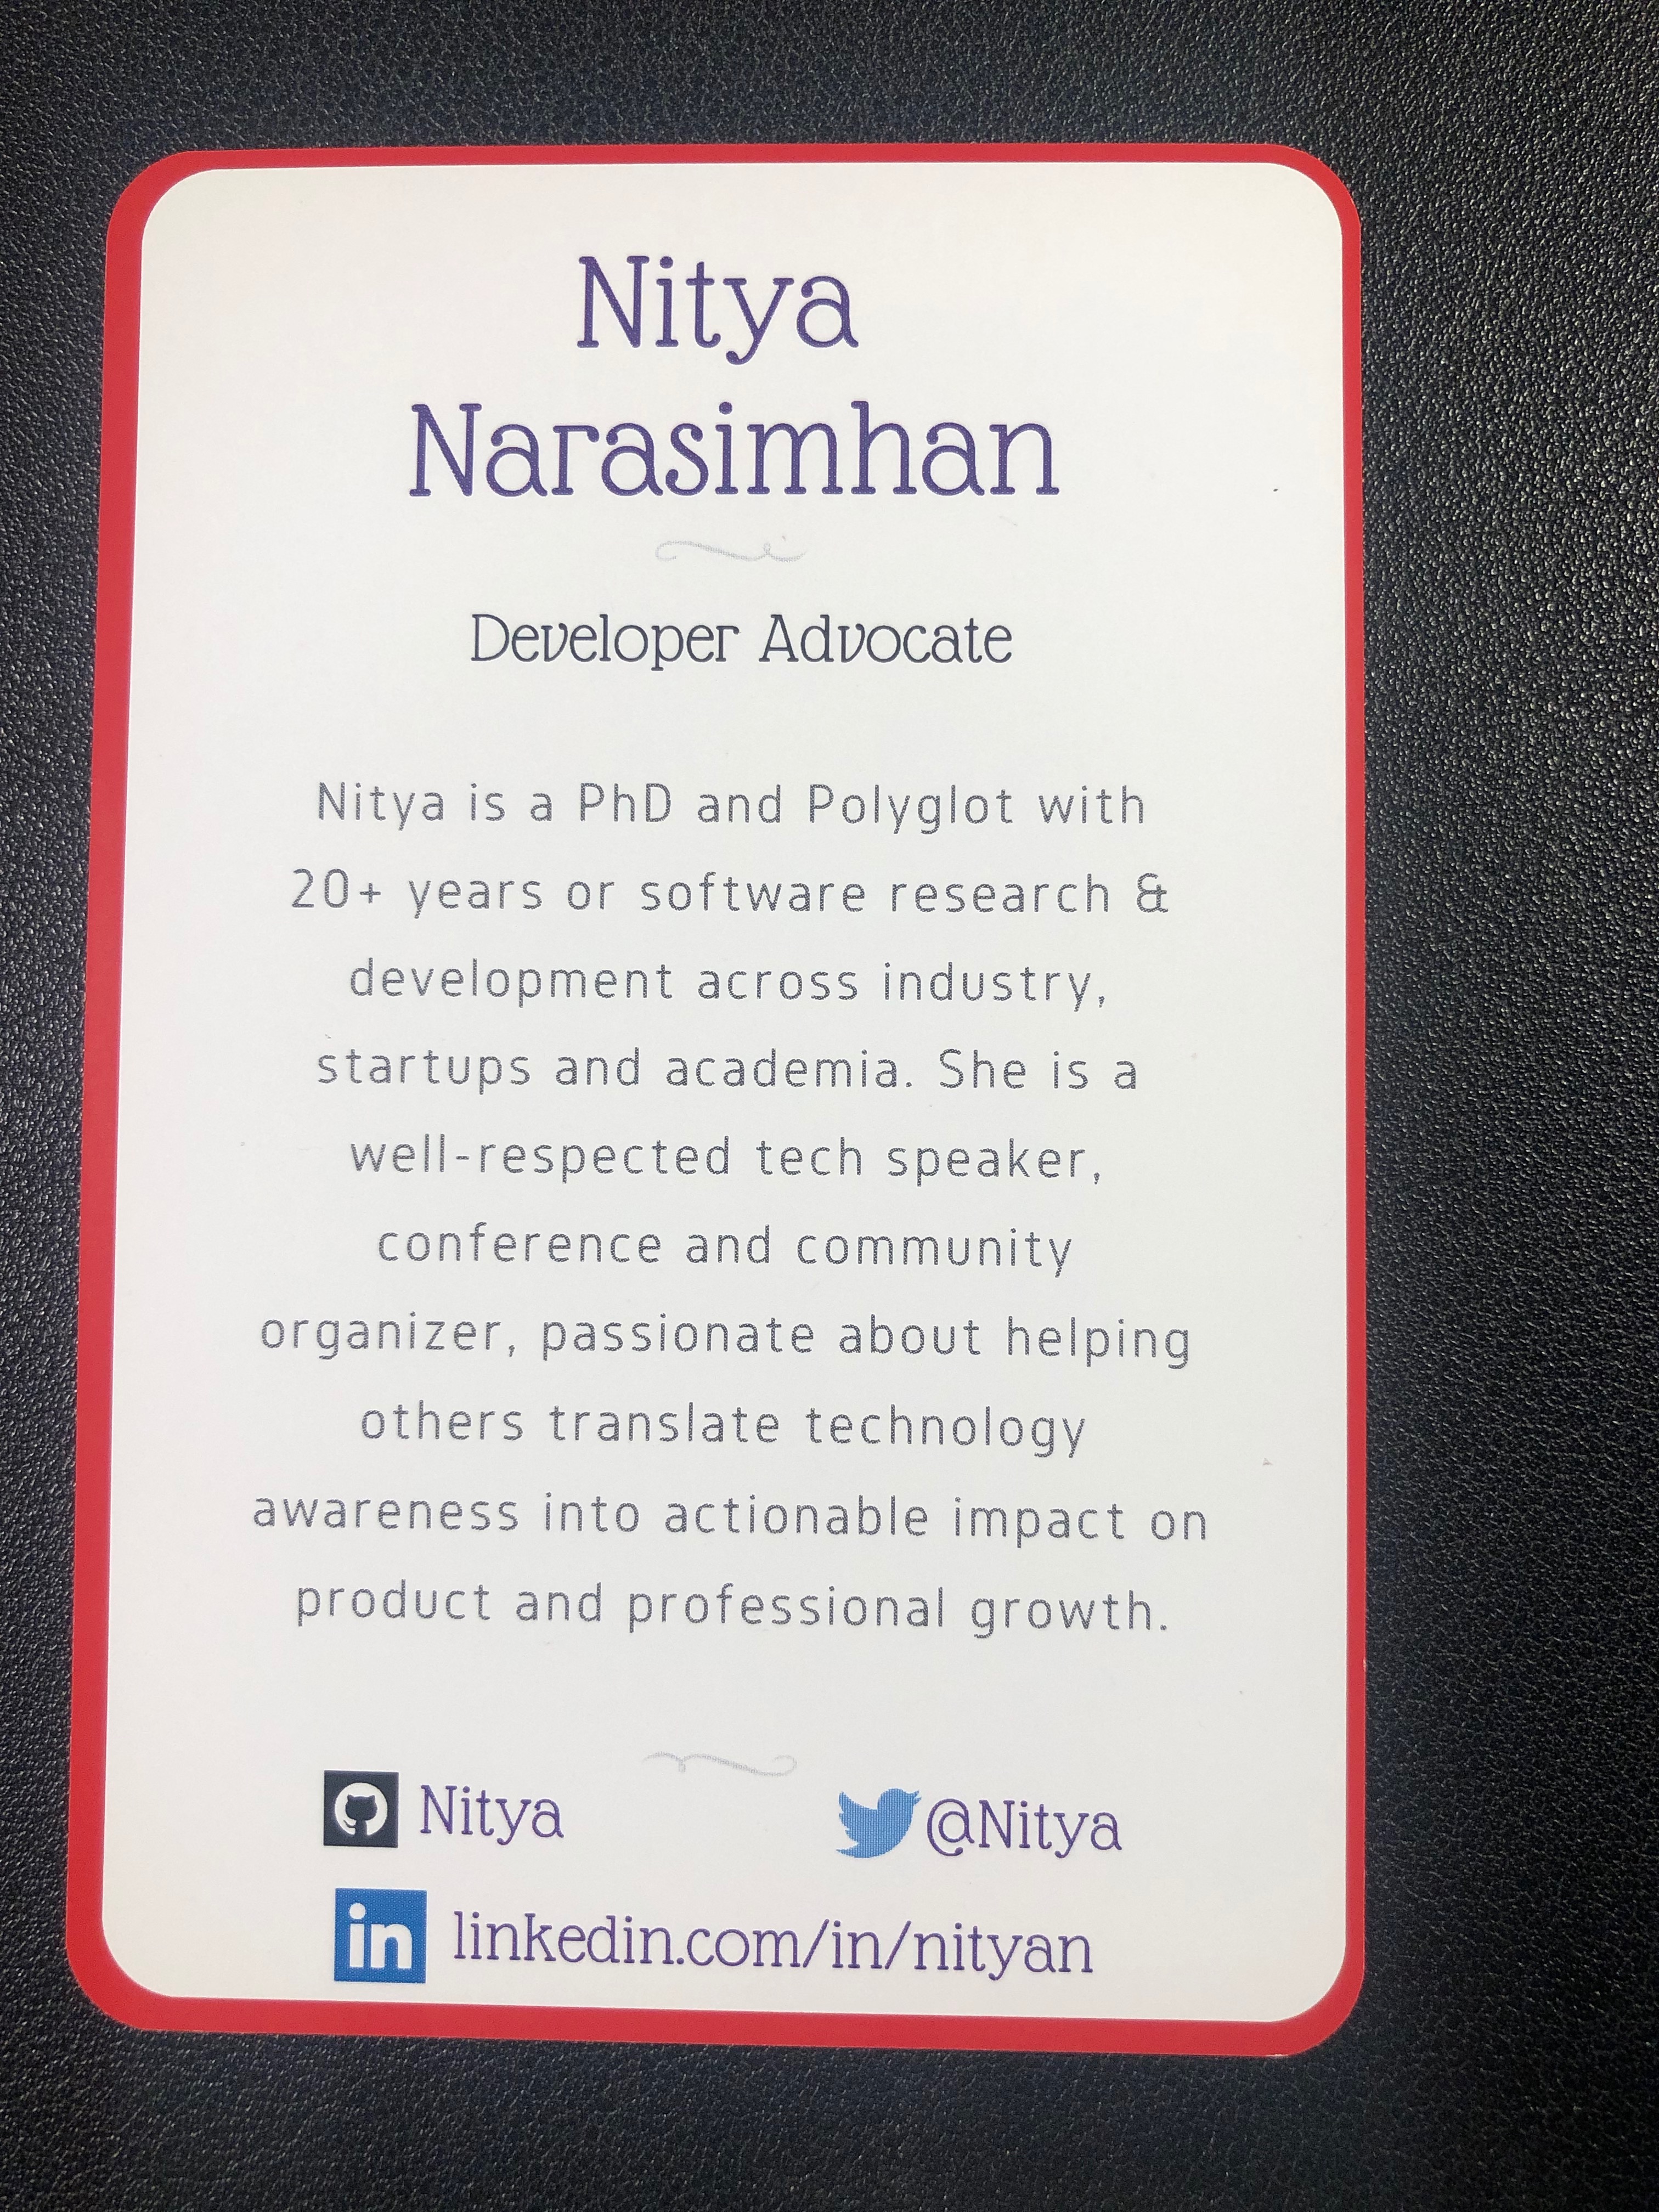 Nitya
Narasimhan
Developer Advocate
Nitya is a PhD and Polyglot with
20+ years or software research &
development across industry,
startups and academia. She is a
well-respected tech speaker,
conference and community
organizer, passionate about helping
others translate technology
awareness into actionable impact on
product and professional growth.
Nitya @Nitya
in linkedin.com/in/nityan